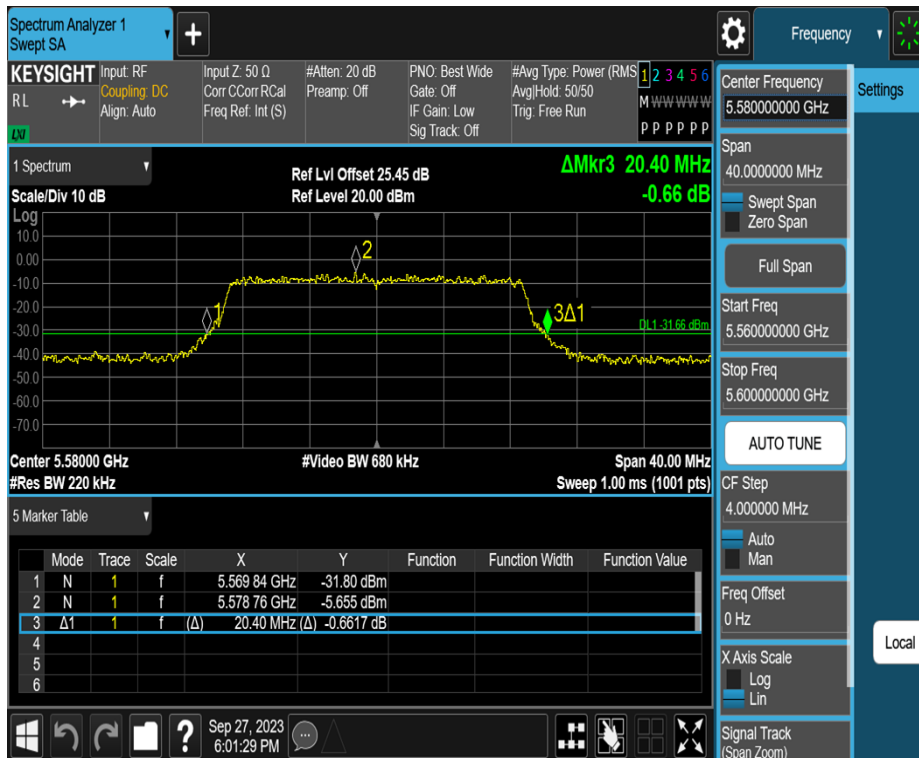 Spectrum Analyzer 1
Swept SA
Frequency
KEYSIGHT
R L
LXI
Input: RF
Coupling: DC
Align: Auto
Input Z: 50 Ω
Corr CCorr RCal
Freq Ref: Int (S)
#Atten: 20 dB
Preamp: Off
PNO: Best Wide
Gate: Off
IF Gain: Low
Sig Track: Off
#Avg Type: Power (RMS
Avg|Hold: 50/50
Trig: Free Run
1 2 3 4 5 6
M W W W W W
P P P P P P
Center Frequency
5.580000000 GHz
Settings
Span
40.0000000 MHz
Swept Span
Zero Span
Full Span
Start Freq
5.560000000 GHz
Stop Freq
5.600000000 GHz
AUTO TUNE
CF Step
4.000000 MHz
Auto
Man
Freq Offset
0 Hz
Local
X Axis Scale
Log
Lin
Signal Track
(Span Zoom)
1 Spectrum
Scale/Div 10 dB
Ref Lvl Offset 25.45 dB
Ref Level 20.00 dBm
ΔMkr3 20.40 MHz
-0.66 dB
Log
10.0
0.00
-10.0
-20.0
-30.0
-40.0
-50.0
-60.0
-70.0
2
1
3Δ1
DL1 -31.66 dBm
Center 5.58000 GHz
#Video BW 680 kHz
Span 40.00 MHz
#Res BW 220 kHz
Sweep 1.00 ms (1001 pts)
5 Marker Table
Mode Trace Scale X Y Function Function Width Function Value
1 N 1 f 5.569 84 GHz -31.80 dBm
2 N 1 f 5.578 76 GHz -5.655 dBm
3 Δ1 1 f (Δ) 20.40 MHz (Δ) -0.6617 dB
4
5
6
?
Sep 27, 2023
6:01:29 PM